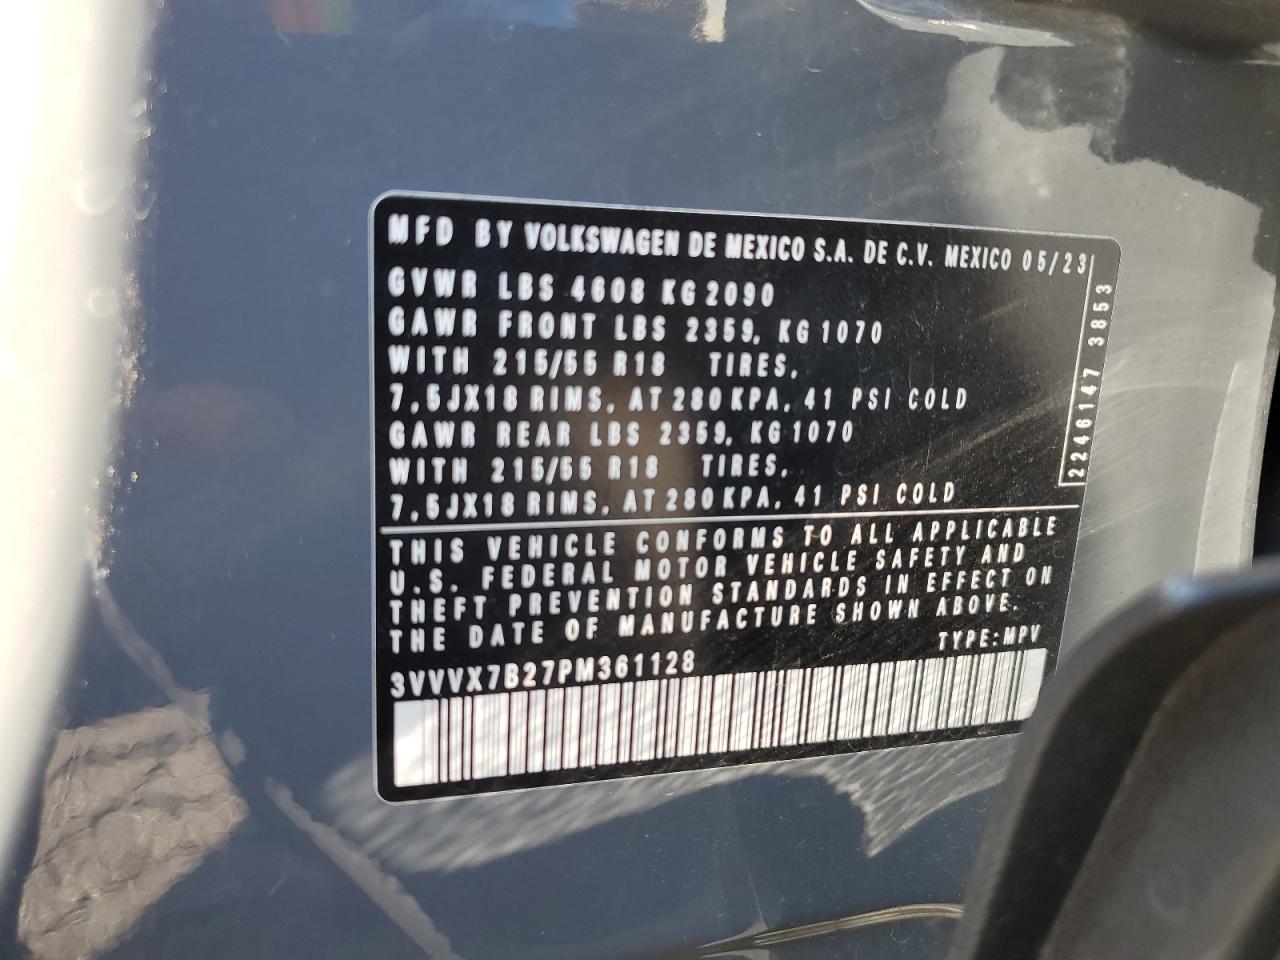 MFD BY VOLKSWAGEN DE MEXICO S.A. DE C.V. MEXICO 05/23
GVWR LBS 4608 KG 2090
GAWR FRONT LBS 2359, KG 1070
WITH 215/55 R18 TIRES,
7,5JX18 RIMS, AT 280 KPA, 41 PSI COLD
GAWR REAR LBS 2359, KG 1070
WITH 215/55 R18 TIRES,
7,5JX18 RIMS, AT 280 KPA, 41 PSI COLD
2246147 3853
THIS VEHICLE CONFORMS TO ALL APPLICABLE
U.S. FEDERAL MOTOR VEHICLE SAFETY AND
THEFT PREVENTION STANDARDS IN EFFECT ON
THE DATE OF MANUFACTURE SHOWN ABOVE.
TYPE: MPV
3VVVX7B27PM361128